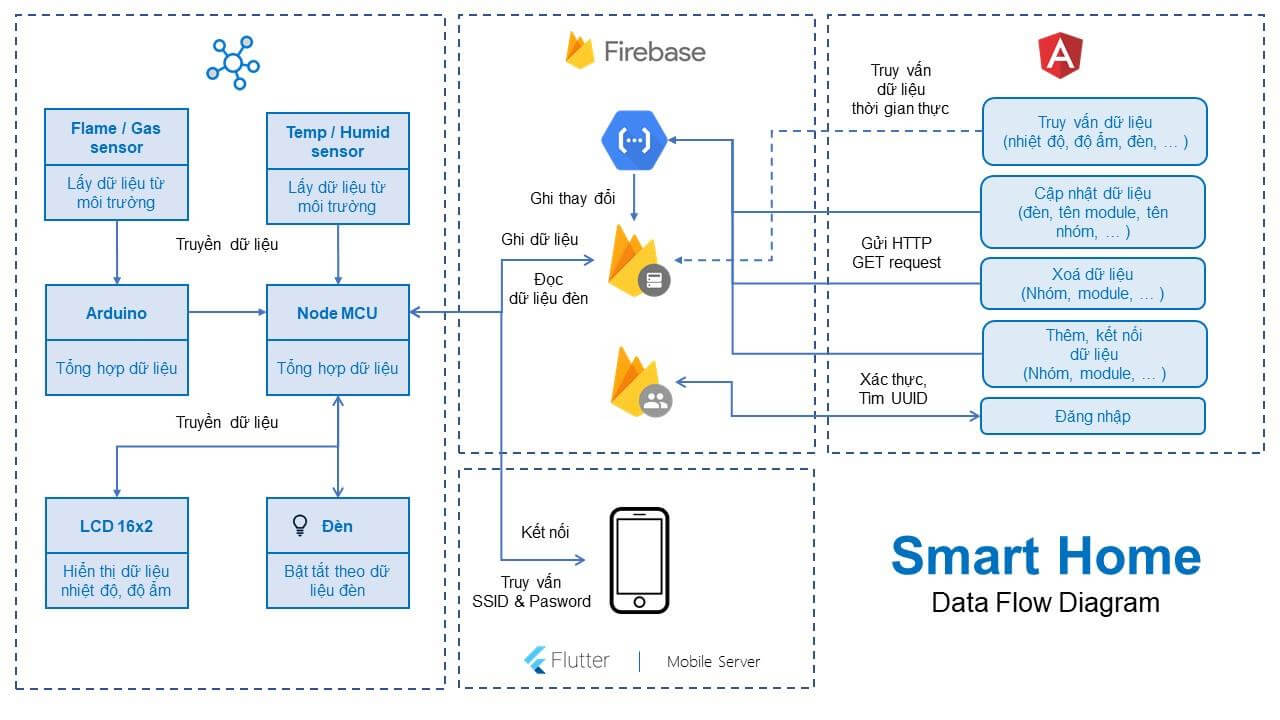 Flame / Gas
sensor
Lấy dữ liệu từ
môi trường
Temp / Humid
sensor
Lấy dữ liệu từ
môi trường
Truyền dữ liệu
Arduino
Tổng hợp dữ liệu
Node MCU
Tổng hợp dữ liệu
Truyền dữ liệu
LCD 16x2
Hiển thị dữ liệu
nhiệt độ, độ ẩm
Đèn
Bật tắt theo dữ
liệu đèn
Firebase
Ghi thay đổi
Ghi dữ liệu
Đọc
dữ liệu đèn
Kết nối
Truy vấn
SSID & Pasword
Flutter
Mobile Server
A
Truy vấn
dữ liệu
thời gian thực
Truy vấn dữ liệu
(nhiệt độ, độ ẩm, đèn, … )
Cập nhật dữ liệu
(đèn, tên module, tên
nhóm, … )
Gửi HTTP
GET request
Xoá dữ liệu
(Nhóm, module, … )
Thêm, kết nối
dữ liệu
(Nhóm, module, … )
Xác thực,
Tìm UUID
Đăng nhập
Smart Home
Data Flow Diagram